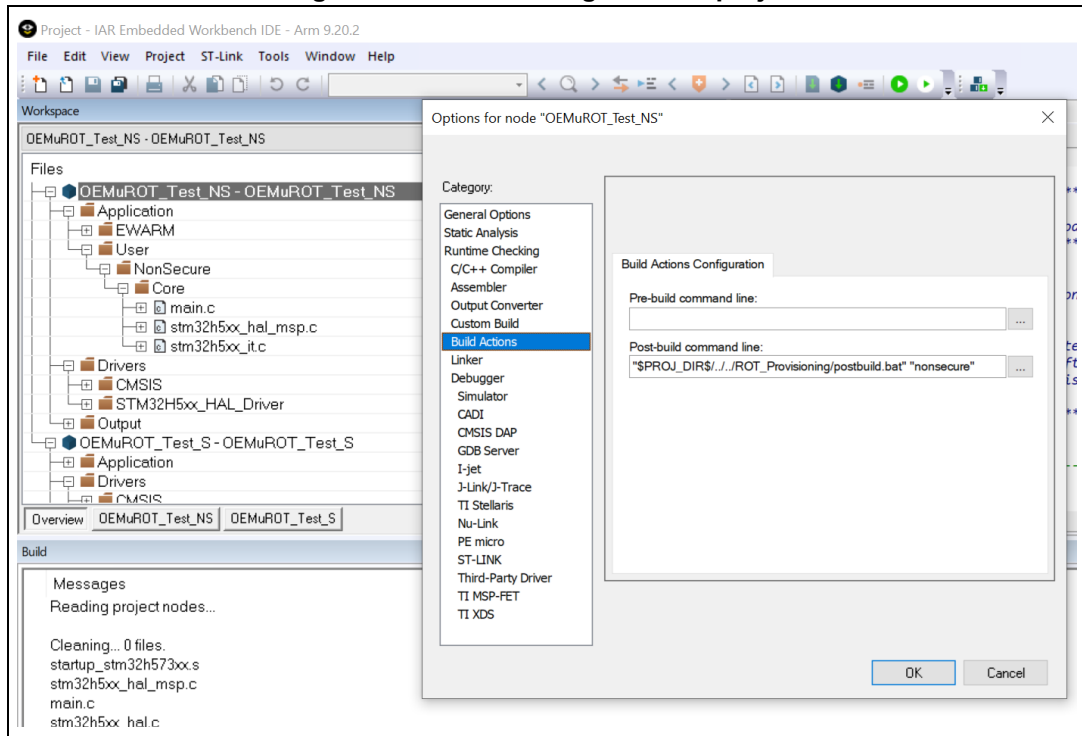 Project - IAR Embedded Workbench IDE - Arm 9.20.2
File Edit View Project ST-Link Tools Window Help
Workspace
OEMuROT_Test_NS - OEMuROT_Test_NS
Files
OEMuROT_Test_NS - OEMuROT_Test_NS
Application
EWARM
User
NonSecure
Core
main.c
stm32h5xx_hal_msp.c
stm32h5xx_it.c
Drivers
CMSIS
STM32H5xx_HAL_Driver
Output
OEMuROT_Test_S - OEMuROT_Test_S
Application
Drivers
CMSIS
Overview OEMuROT_Test_NS OEMuROT_Test_S
Build
Messages
Reading project nodes...
Cleaning... 0 files.
startup_stm32h573xx.s
stm32h5xx_hal_msp.c
main.c
stm32h5xx_hal.c
Options for node "OEMuROT_Test_NS"
Category:
General Options
Static Analysis
Runtime Checking
C/C++ Compiler
Assembler
Output Converter
Custom Build
Build Actions
Linker
Debugger
Simulator
CADI
CMSIS DAP
GDB Server
I-jet
J-Link/J-Trace
TI Stellaris
Nu-Link
PE micro
ST-LINK
Third-Party Driver
TI MSP-FET
TI XDS
Build Actions Configuration
Pre-build command line:
...
Post-build command line:
"$PROJ_DIR$/../../ROT_Provisioning/postbuild.bat" "nonsecure"
...
OK Cancel